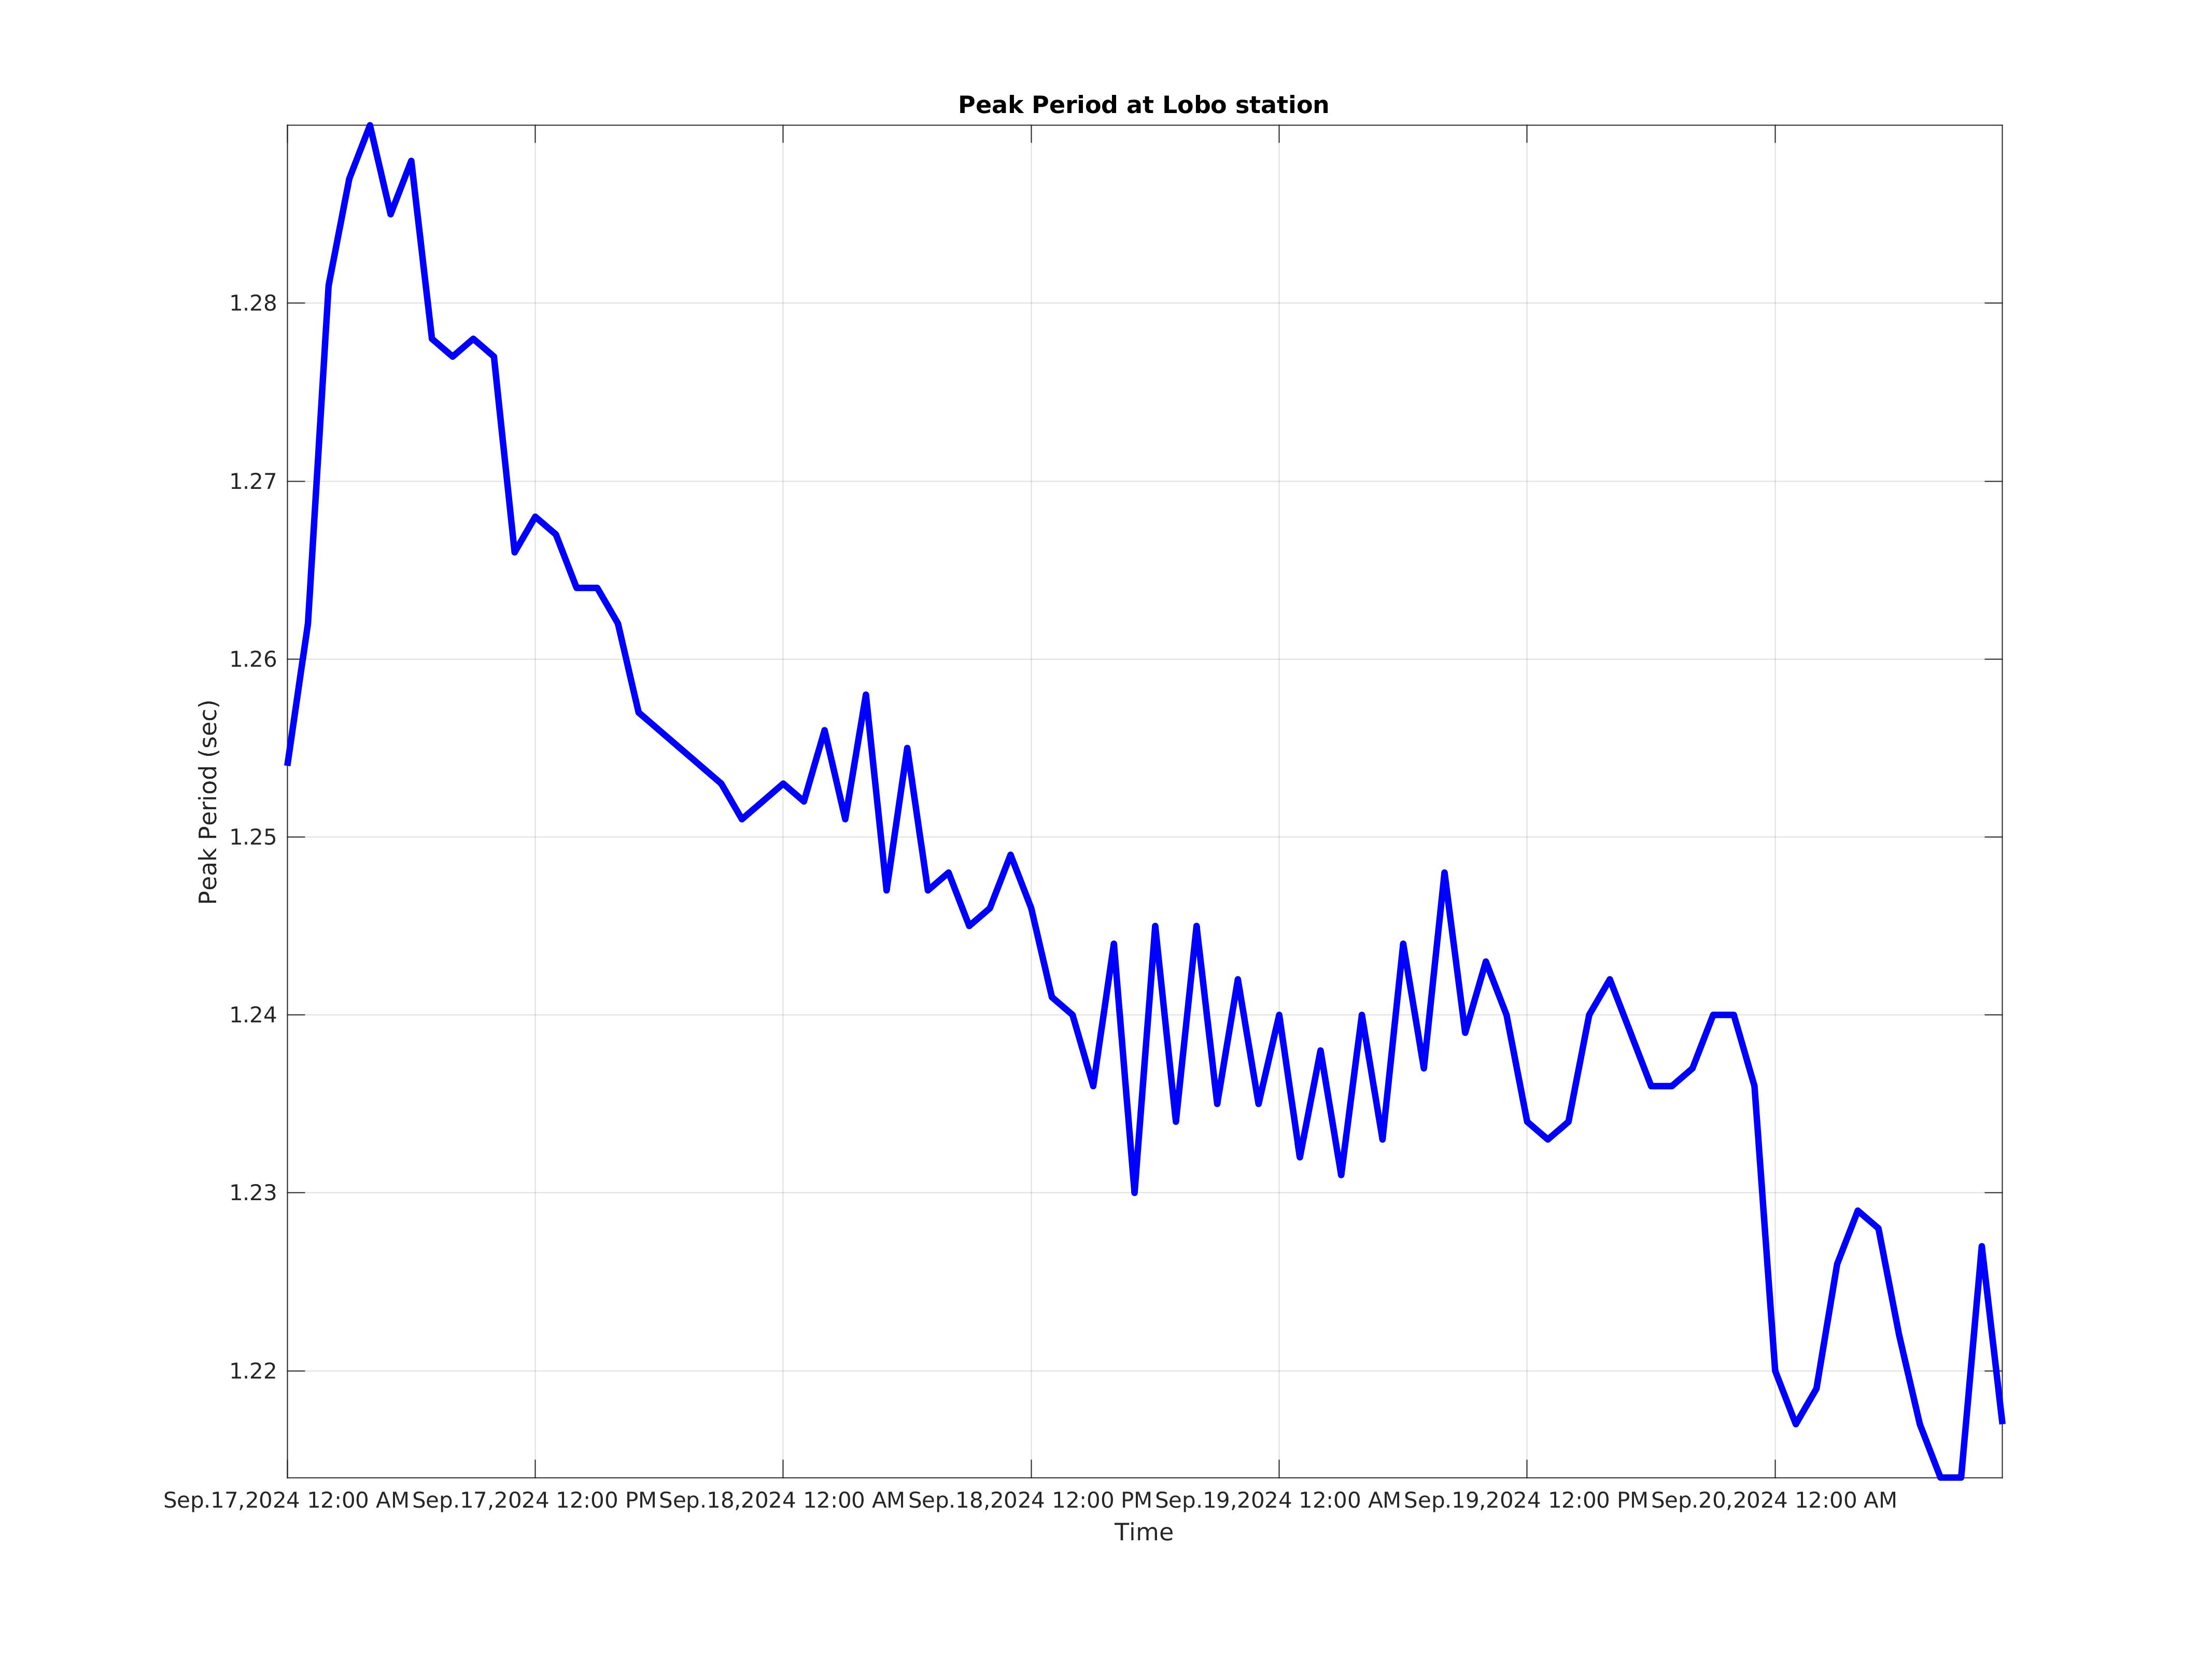 Peak Period at Lobo station
Peak Period (sec)
1.28
1.27
1.26
1.25
1.24
1.23
1.22
Sep.17,2024 12:00 AM Sep.17,2024 12:00 PM Sep.18,2024 12:00 AM Sep.18,2024 12:00 PM Sep.19,2024 12:00 AM Sep.19,2024 12:00 PM Sep.20,2024 12:00 AM
Time